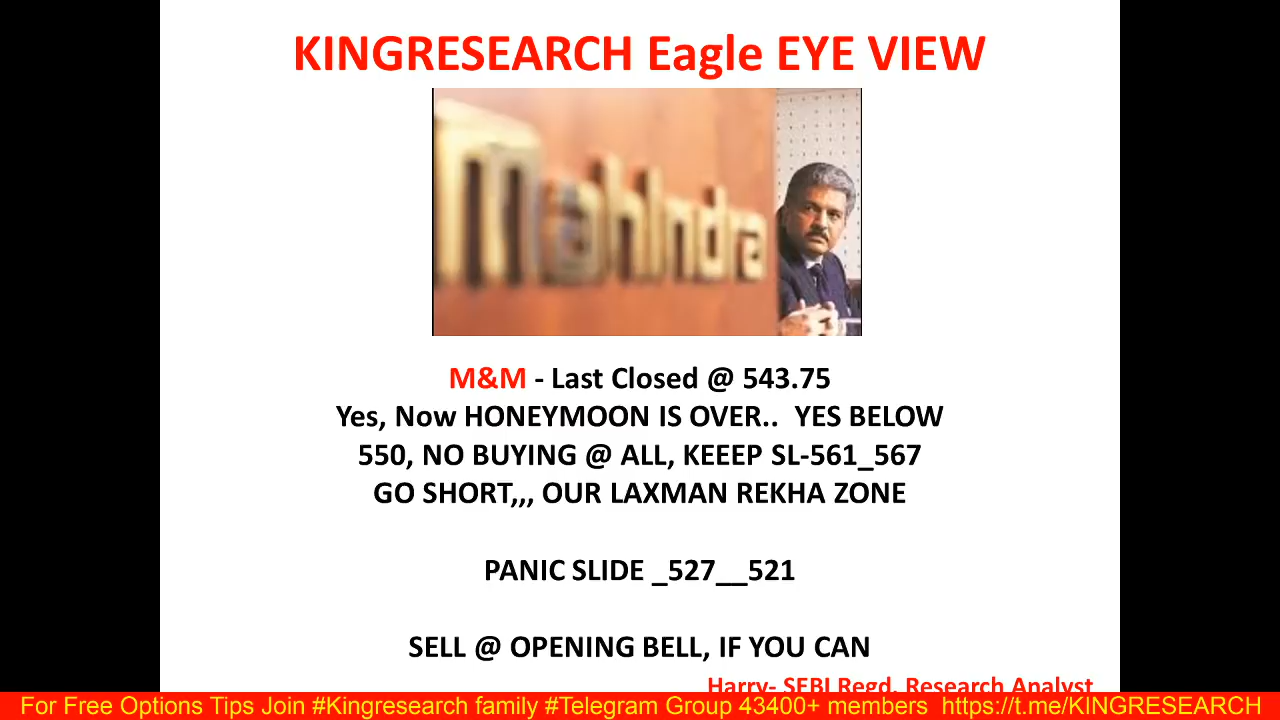 KINGRESEARCH Eagle EYE VIEW
Mahindra
M&M - Last Closed @ 543.75
Yes, Now HONEYMOON IS OVER.. YES BELOW
550, NO BUYING @ ALL, KEEEP SL-561_567
GO SHORT,,, OUR LAXMAN REKHA ZONE
PANIC SLIDE _527__521
SELL @ OPENING BELL, IF YOU CAN
Harry- SEBI Regd. Research Analyst
For Free Options Tips Join #Kingresearch family #Telegram Group 43400+ members https://t.me/KINGRESEARCH